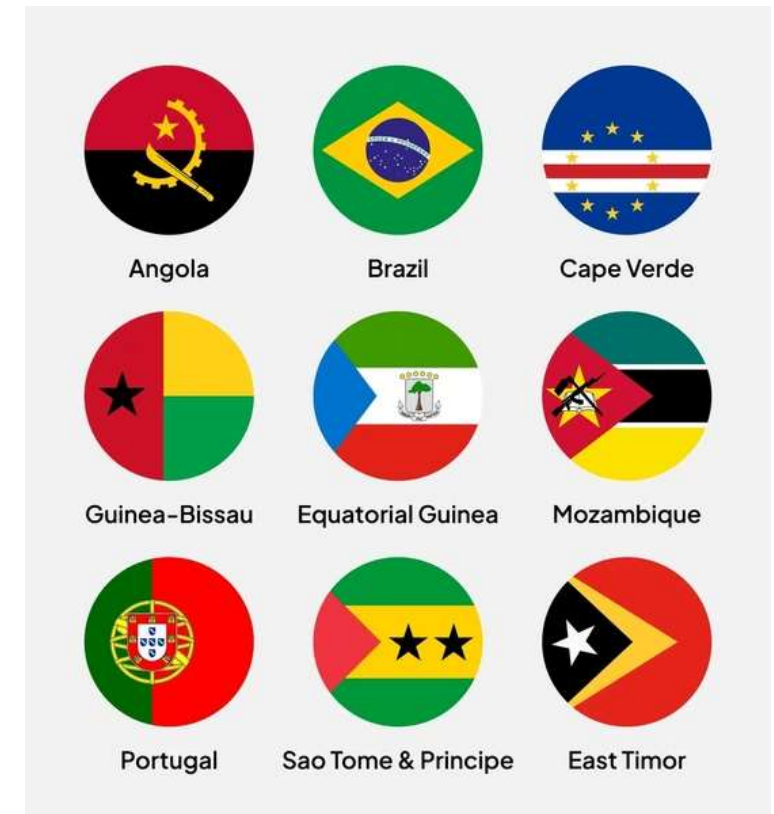 Angola
Brazil
Cape Verde
Guinea-Bissau
Equatorial Guinea
Mozambique
Portugal
Sao Tome & Principe
East Timor